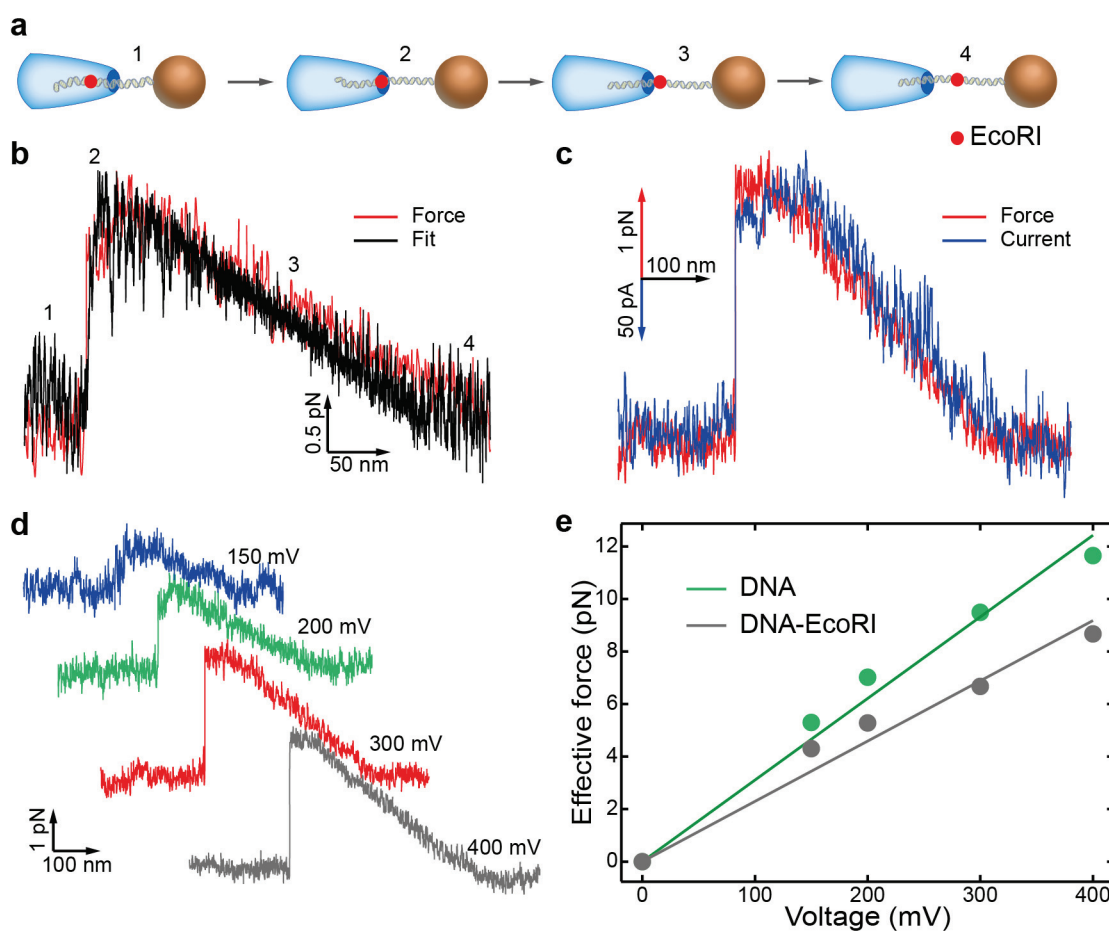 a
1
2
3
4
EcoRI
b
2
Force
Fit
1
3
4
0.5 pN
50 nm
c
1 pN
100 nm
50 pA
Force
Current
d
150 mV
200 mV
300 mV
400 mV
1 pN
100 nm
e
Effective force (pN)
12
10
8
6
4
2
0
DNA
DNA-EcoRI
0
100
200
300
400
Voltage (mV)